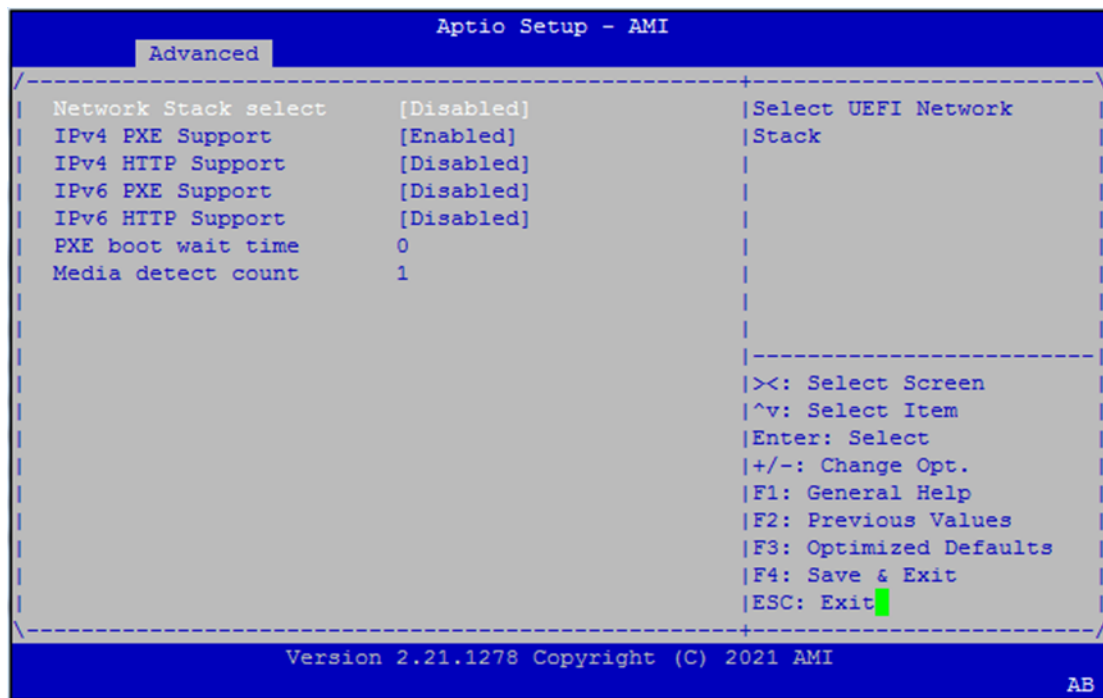 Aptio Setup - AMI
Advanced
/----------------------------------------------------+-------------------------\
| Network Stack select [Disabled] |Select UEFI Network |
| IPv4 PXE Support [Enabled] |Stack |
| IPv4 HTTP Support [Disabled] | |
| IPv6 PXE Support [Disabled] | |
| IPv6 HTTP Support [Disabled] | |
| PXE boot wait time 0 | |
| Media detect count 1 | |
| | |
| | |
| |-------------------------|
| |><: Select Screen |
| |^v: Select Item |
| |Enter: Select |
| |+/-: Change Opt. |
| |F1: General Help |
| |F2: Previous Values |
| |F3: Optimized Defaults |
| |F4: Save & Exit |
| |ESC: Exit |
\----------------------------------------------------+-------------------------/
Version 2.21.1278 Copyright (C) 2021 AMI
AB